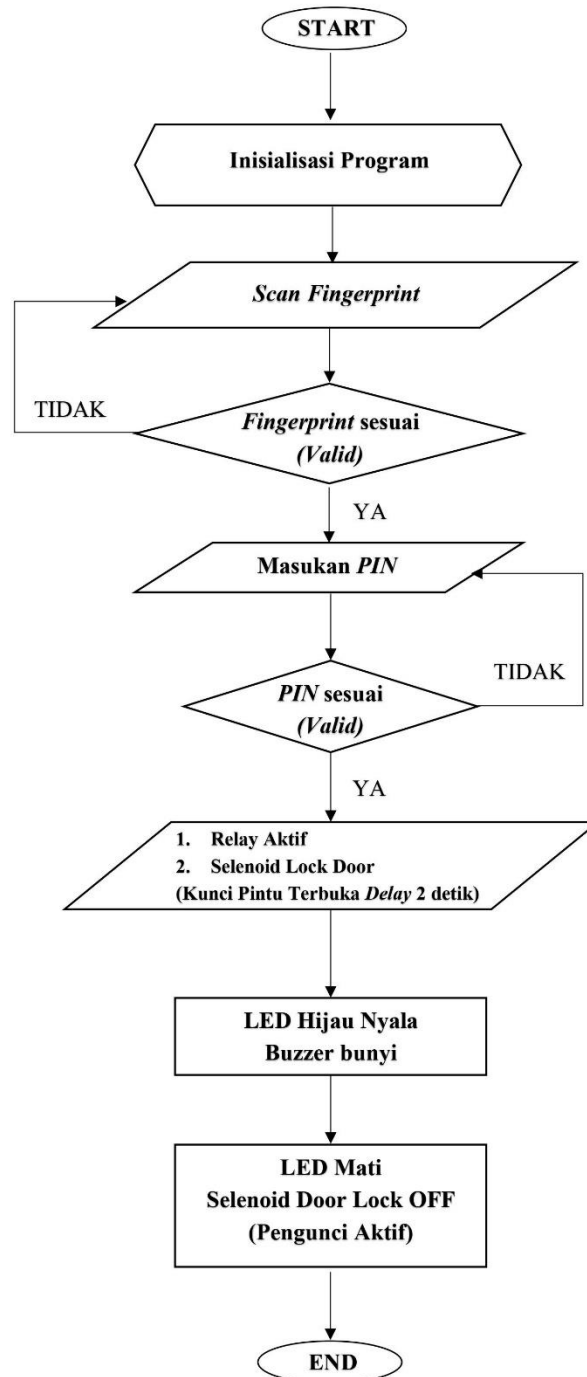 START
Inisialisasi Program
Scan Fingerprint
TIDAK
Fingerprint sesuai
(Valid)
YA
Masukan PIN
TIDAK
PIN sesuai
(Valid)
YA
1. Relay Aktif
2. Selenoid Lock Door
(Kunci Pintu Terbuka Delay 2 detik)
LED Hijau Nyala
Buzzer bunyi
LED Mati
Selenoid Door Lock OFF
(Pengunci Aktif)
END